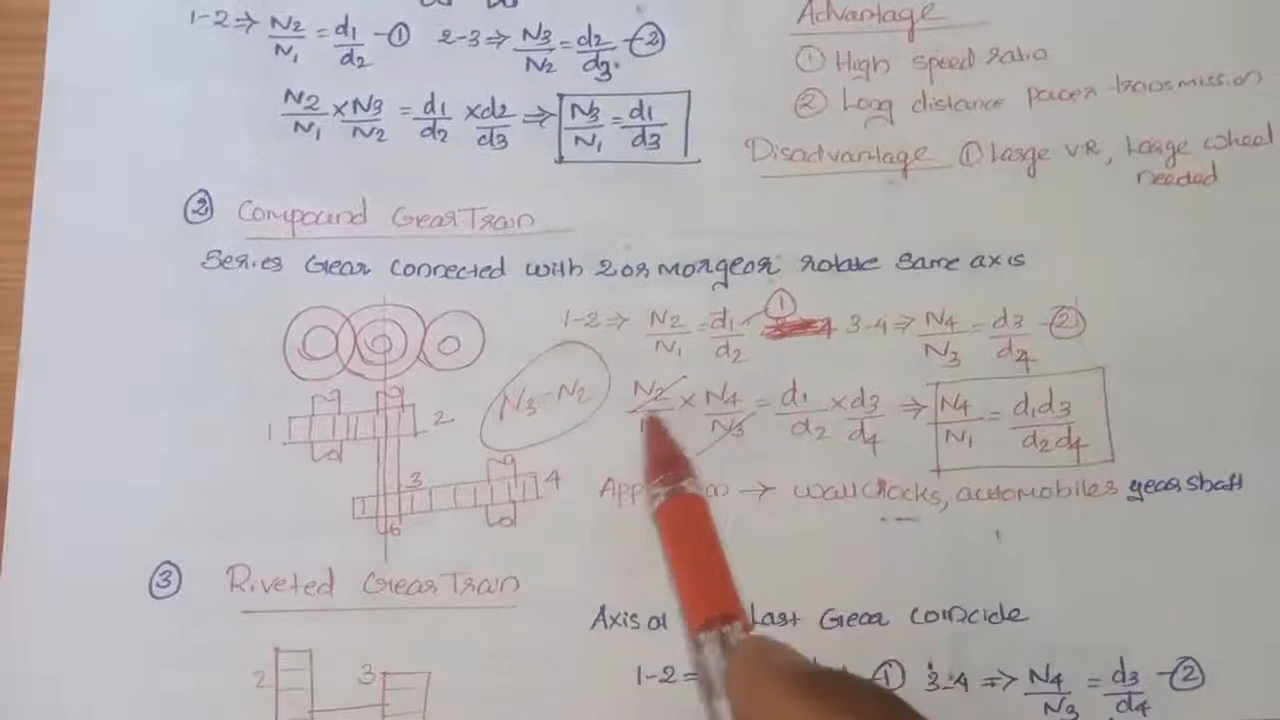 1-2⇒ N2/N1 = d1/d2 -① 2-3⇒ N3/N2 = d2/d3 -②
N2/N1 × N3/N2 = d1/d2 × d2/d3 ⇒ N3/N1 = d1/d3
Advantage
① High speed ratio
② Long distance power transmission
Disadvantage ① Large VR, Large wheel
needed
② Compound Gear Train
Series Gear connected with 2 or more gear rotate same axis
1-2⇒ N2/N1 = d1/d2 ① 3-4⇒ N4/N3 = d3/d4 -②
N3=N2
N2 × N4/N3 = d1/d2 × d3/d4 ⇒ N4/N1 = d1d3/d2d4
1 2
3 4
→ wall clocks, automobiles gear shaft
③ Riveted Gear Train
Axis Last Gear coincide
1-2= ① 3-4 ⇒ N4/N3 = d3/d4 -②
2 3